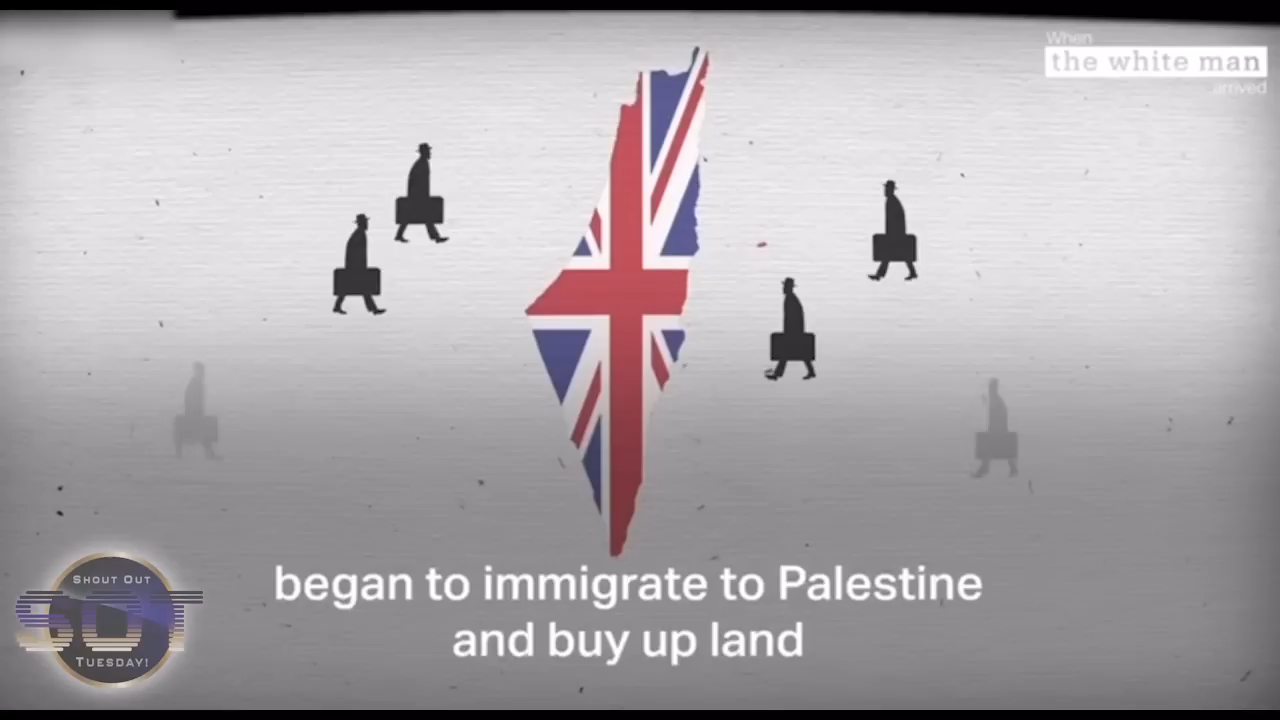 When
the white man
arrived
began to immigrate to Palestine
and buy up land
SHOUT OUT
SOT
TUESDAY!